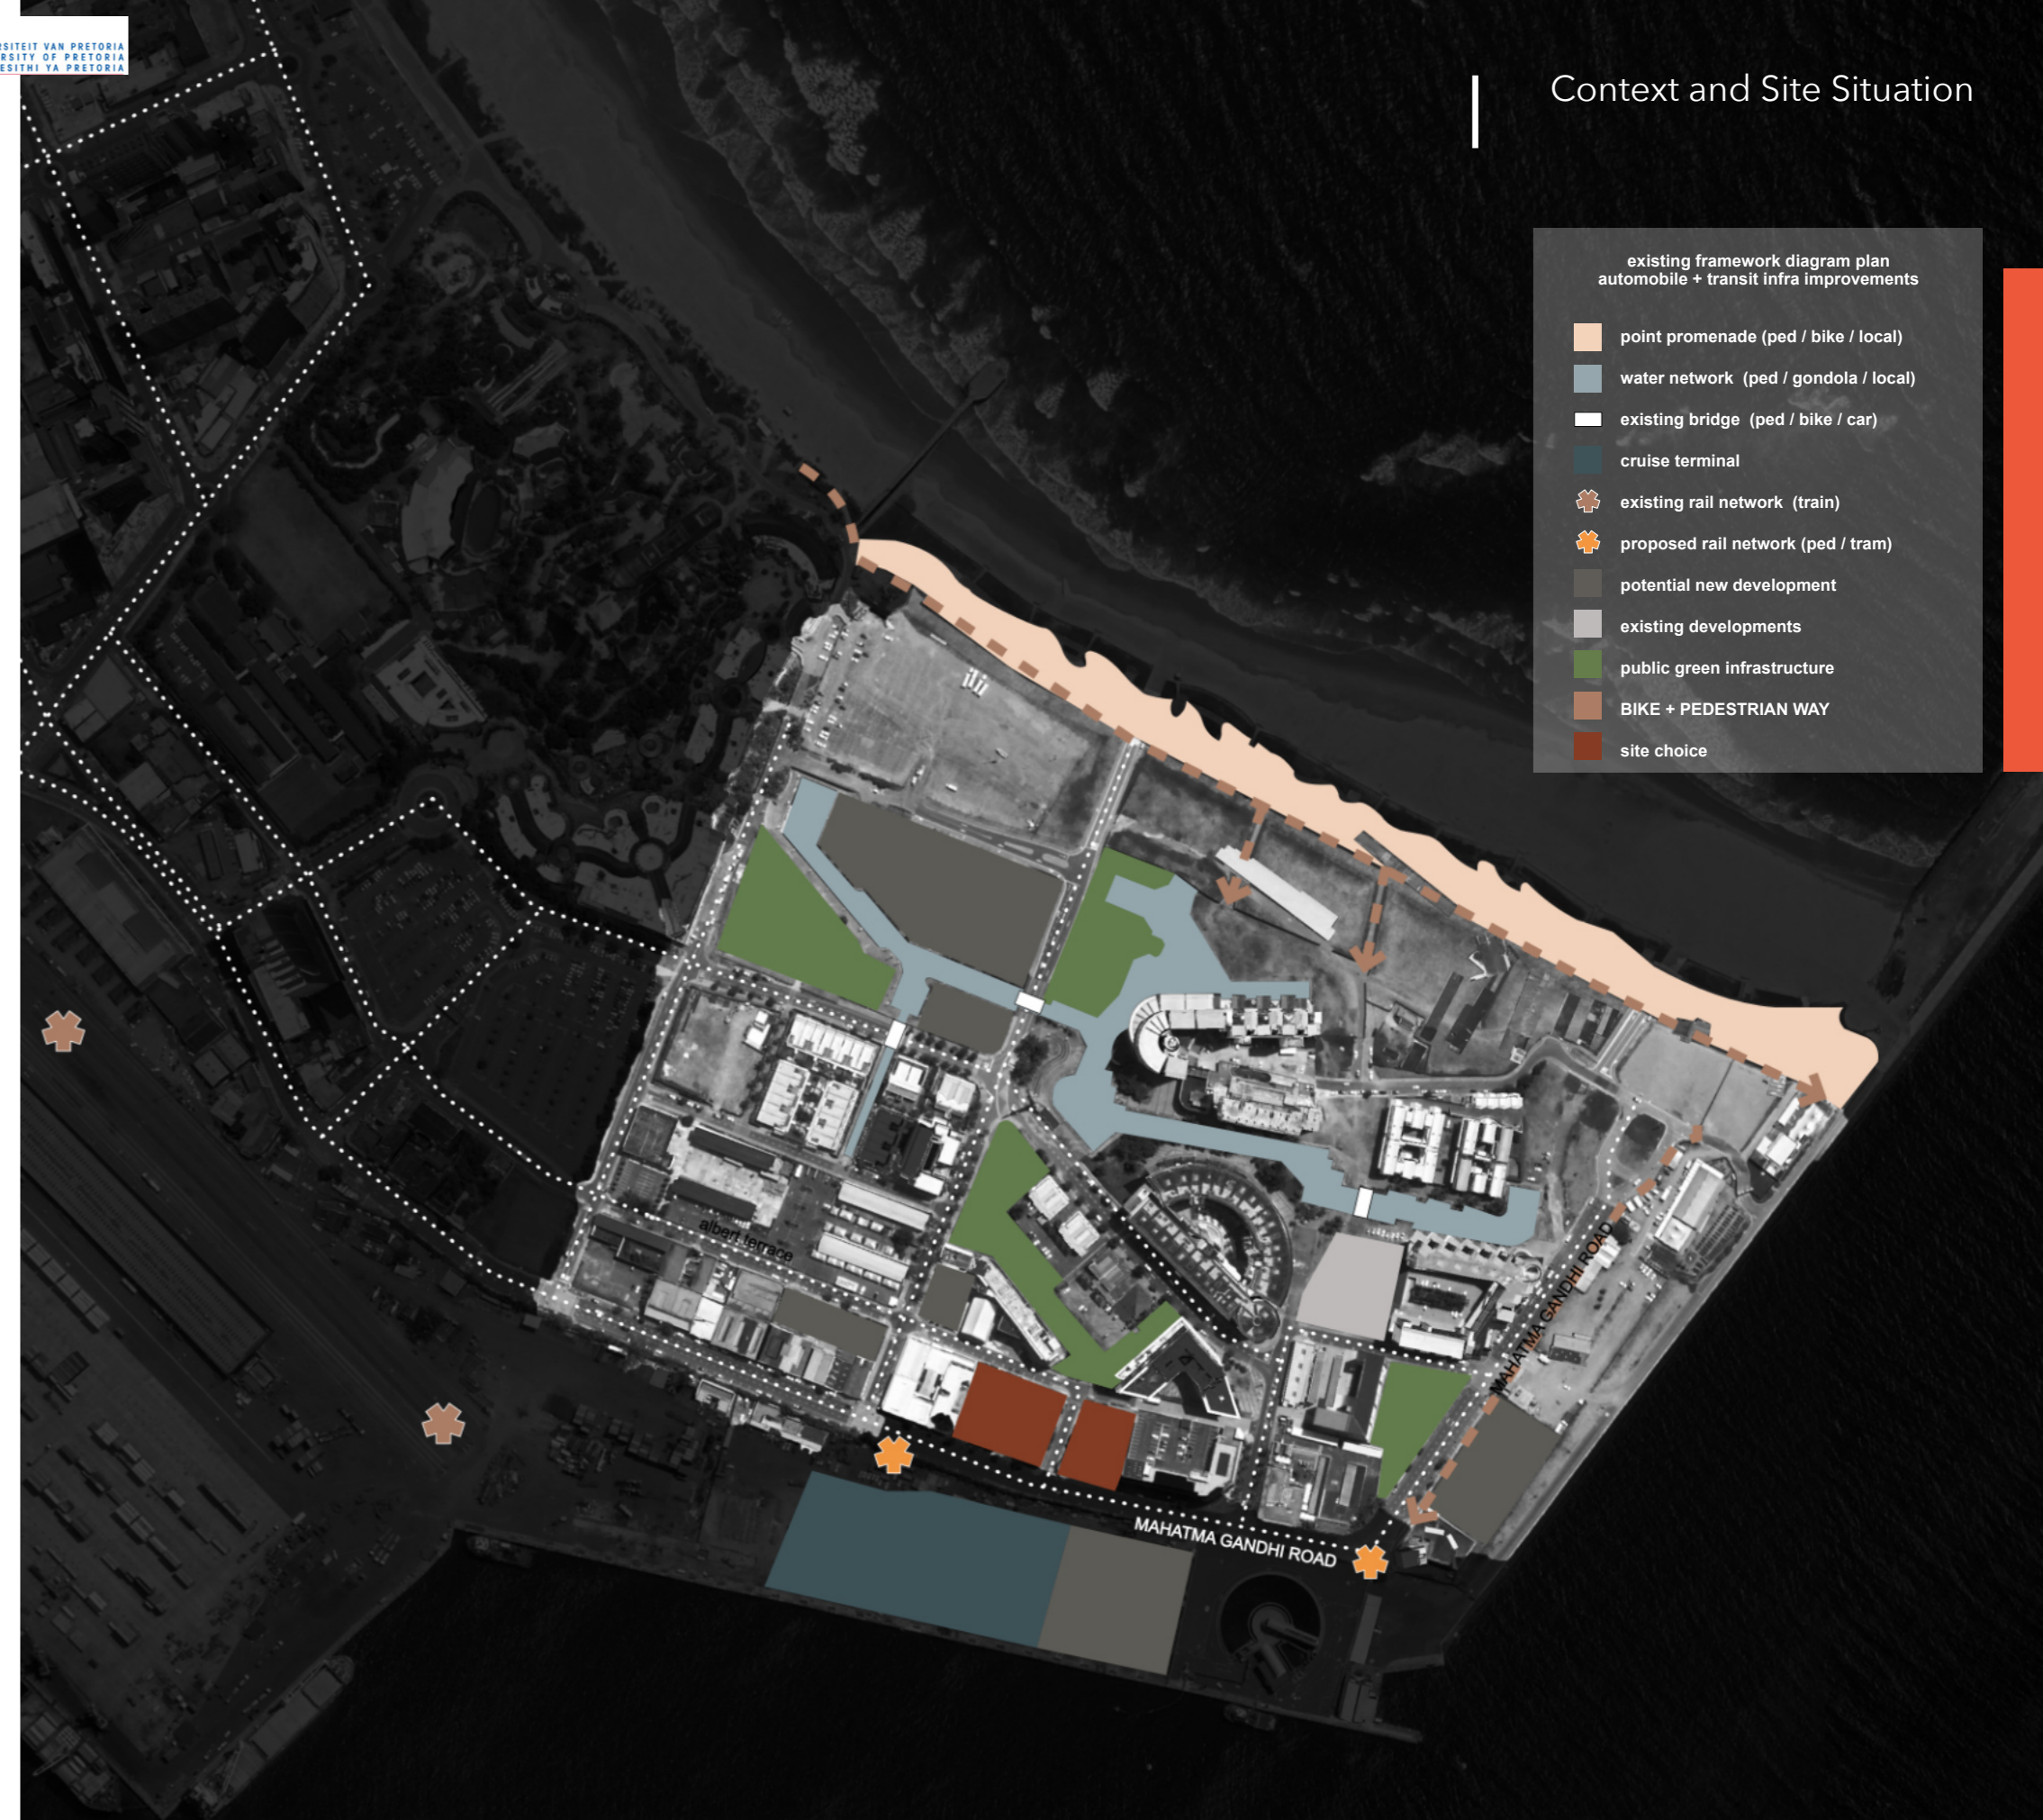 RSITEIT VAN PRETORIA
RSITY OF PRETORIA
ESITHI YA PRETORIA
Context and Site Situation
existing framework diagram plan
automobile + transit infra improvements
point promenade (ped / bike / local)
water network (ped / gondola / local)
existing bridge (ped / bike / car)
cruise terminal
existing rail network (train)
proposed rail network (ped / tram)
potential new development
existing developments
public green infrastructure
BIKE + PEDESTRIAN WAY
site choice
albert terrace
MAHATMA GANDHI ROAD
MAHATMA GANDHI ROAD